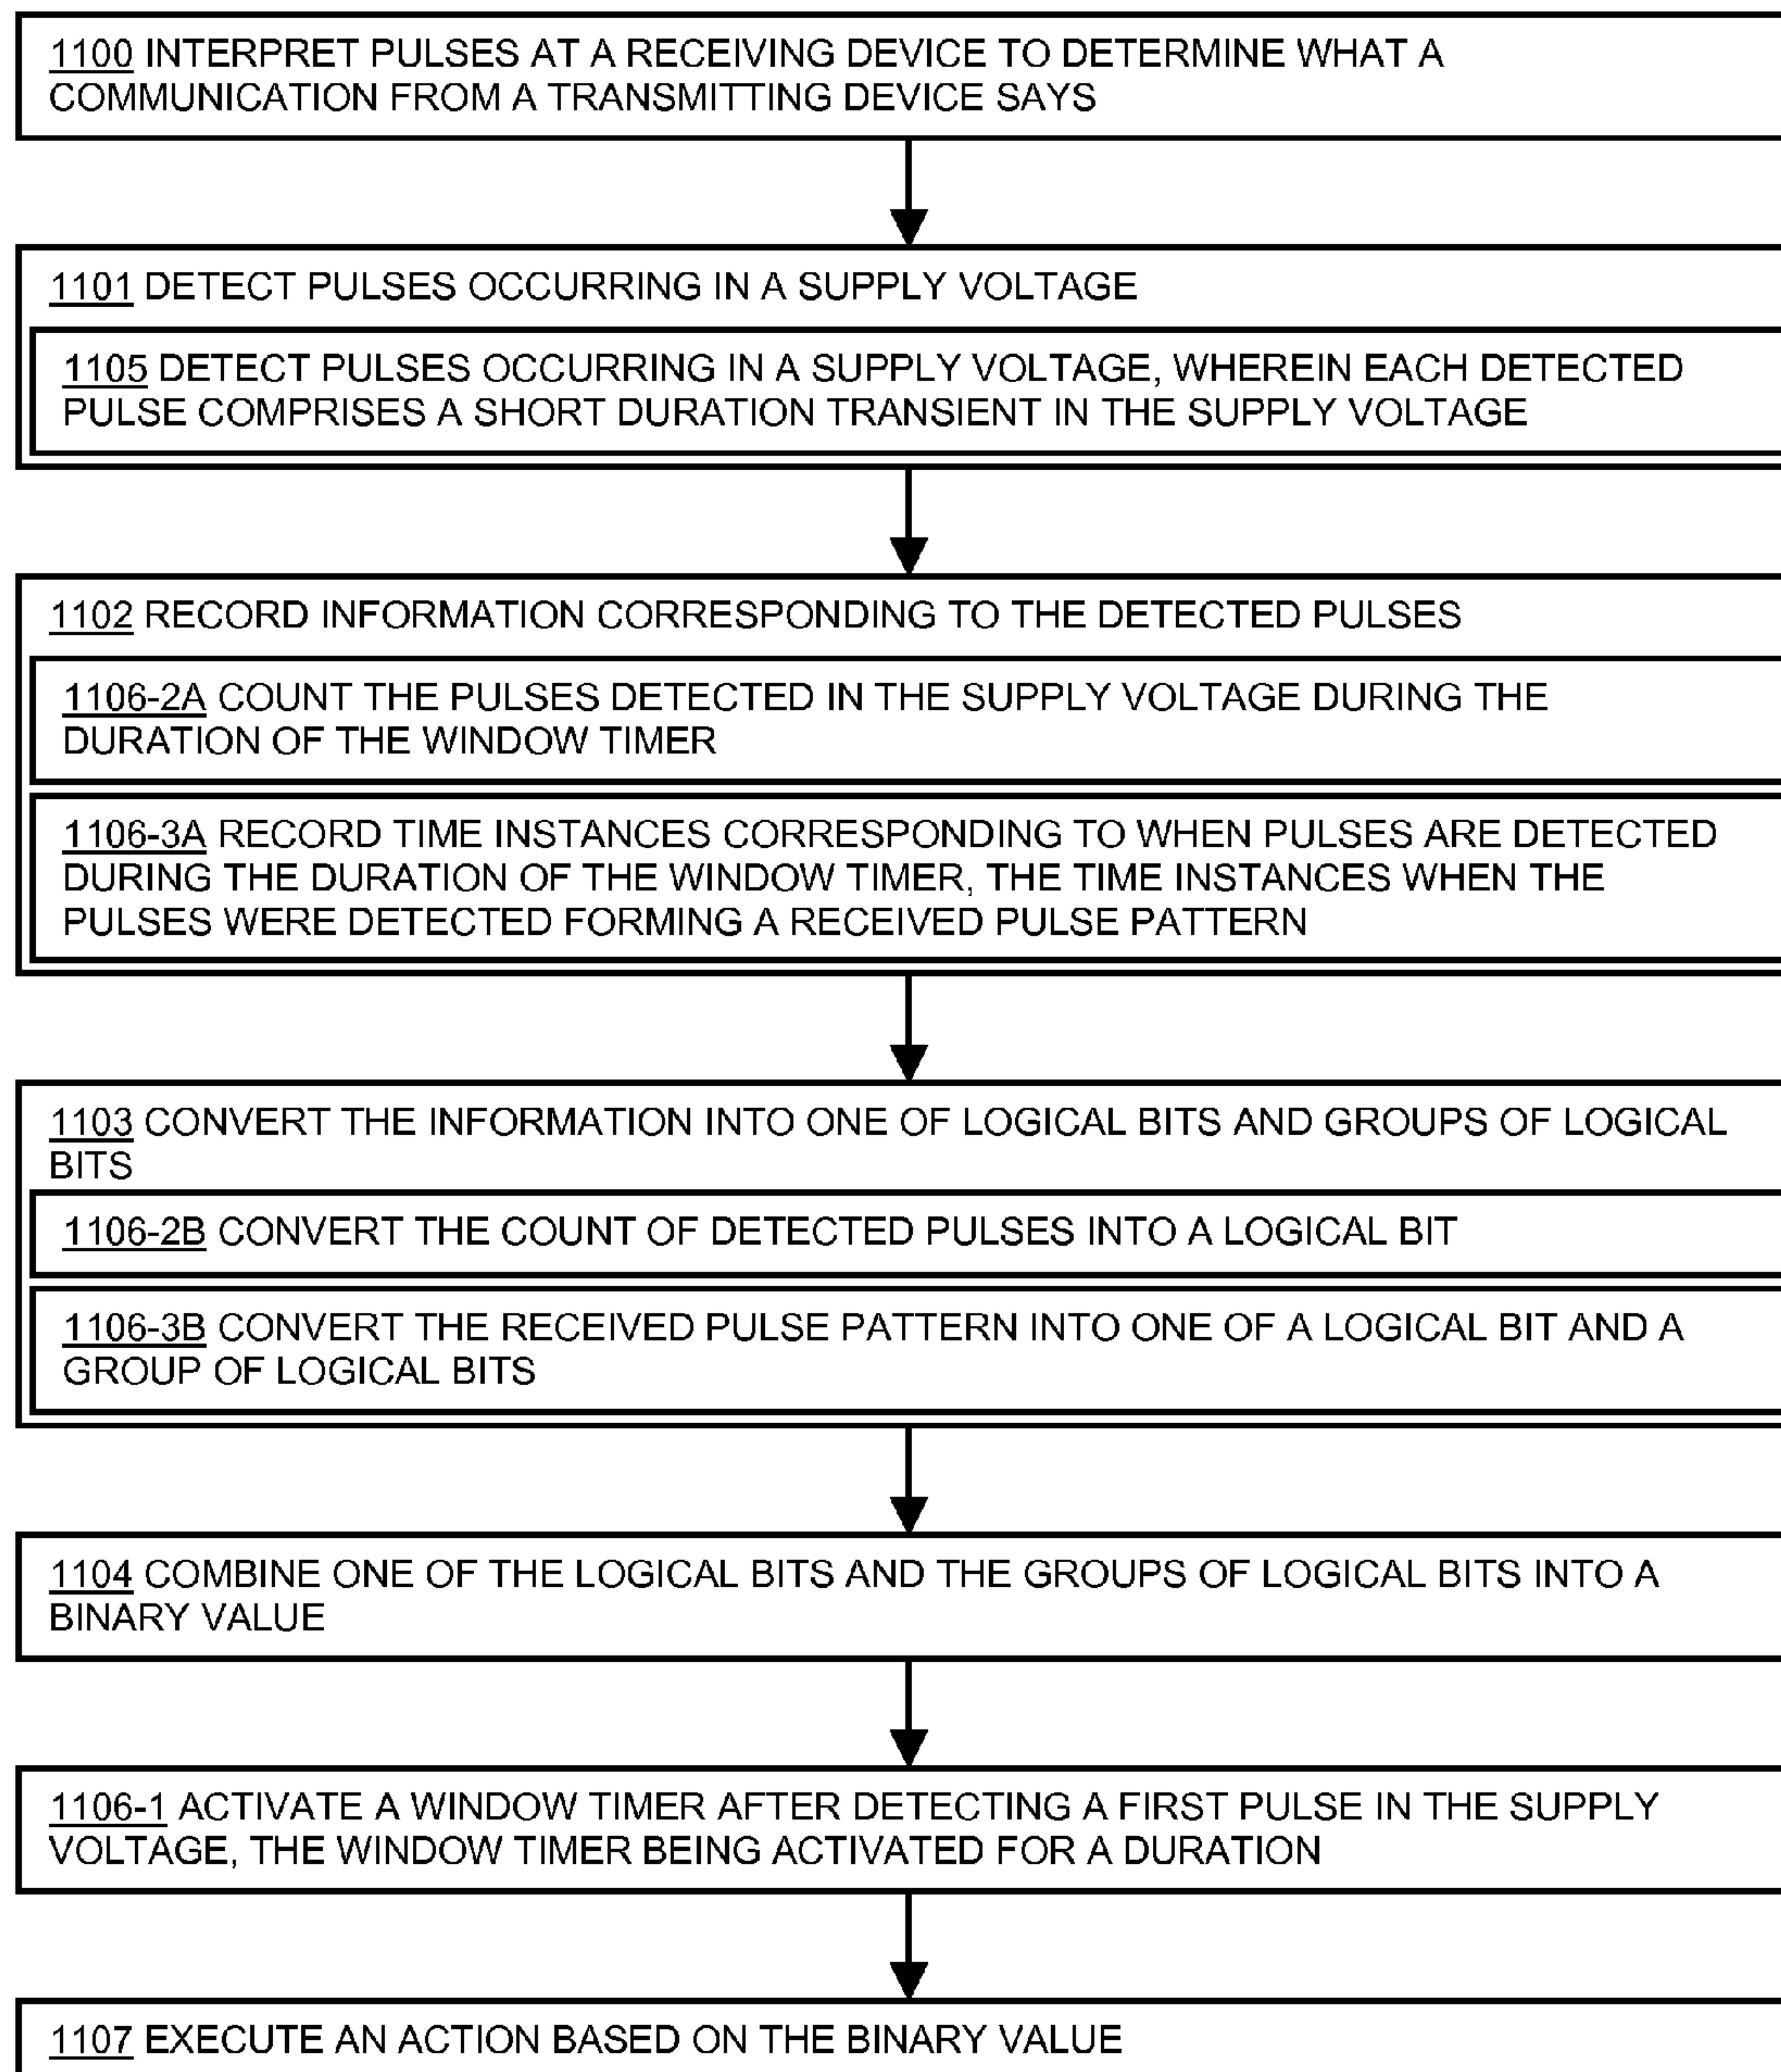 1100 INTERPRET PULSES AT A RECEIVING DEVICE TO DETERMINE WHAT A
COMMUNICATION FROM A TRANSMITTING DEVICE SAYS
1101 DETECT PULSES OCCURRING IN A SUPPLY VOLTAGE
1105 DETECT PULSES OCCURRING IN A SUPPLY VOLTAGE, WHEREIN EACH DETECTED
PULSE COMPRISES A SHORT DURATION TRANSIENT IN THE SUPPLY VOLTAGE
1102 RECORD INFORMATION CORRESPONDING TO THE DETECTED PULSES
1106-2A COUNT THE PULSES DETECTED IN THE SUPPLY VOLTAGE DURING THE
DURATION OF THE WINDOW TIMER
1106-3A RECORD TIME INSTANCES CORRESPONDING TO WHEN PULSES ARE DETECTED
DURING THE DURATION OF THE WINDOW TIMER, THE TIME INSTANCES WHEN THE
PULSES WERE DETECTED FORMING A RECEIVED PULSE PATTERN
1103 CONVERT THE INFORMATION INTO ONE OF LOGICAL BITS AND GROUPS OF LOGICAL
BITS
1106-2B CONVERT THE COUNT OF DETECTED PULSES INTO A LOGICAL BIT
1106-3B CONVERT THE RECEIVED PULSE PATTERN INTO ONE OF A LOGICAL BIT AND A
GROUP OF LOGICAL BITS
1104 COMBINE ONE OF THE LOGICAL BITS AND THE GROUPS OF LOGICAL BITS INTO A
BINARY VALUE
1106-1 ACTIVATE A WINDOW TIMER AFTER DETECTING A FIRST PULSE IN THE SUPPLY
VOLTAGE, THE WINDOW TIMER BEING ACTIVATED FOR A DURATION
1107 EXECUTE AN ACTION BASED ON THE BINARY VALUE